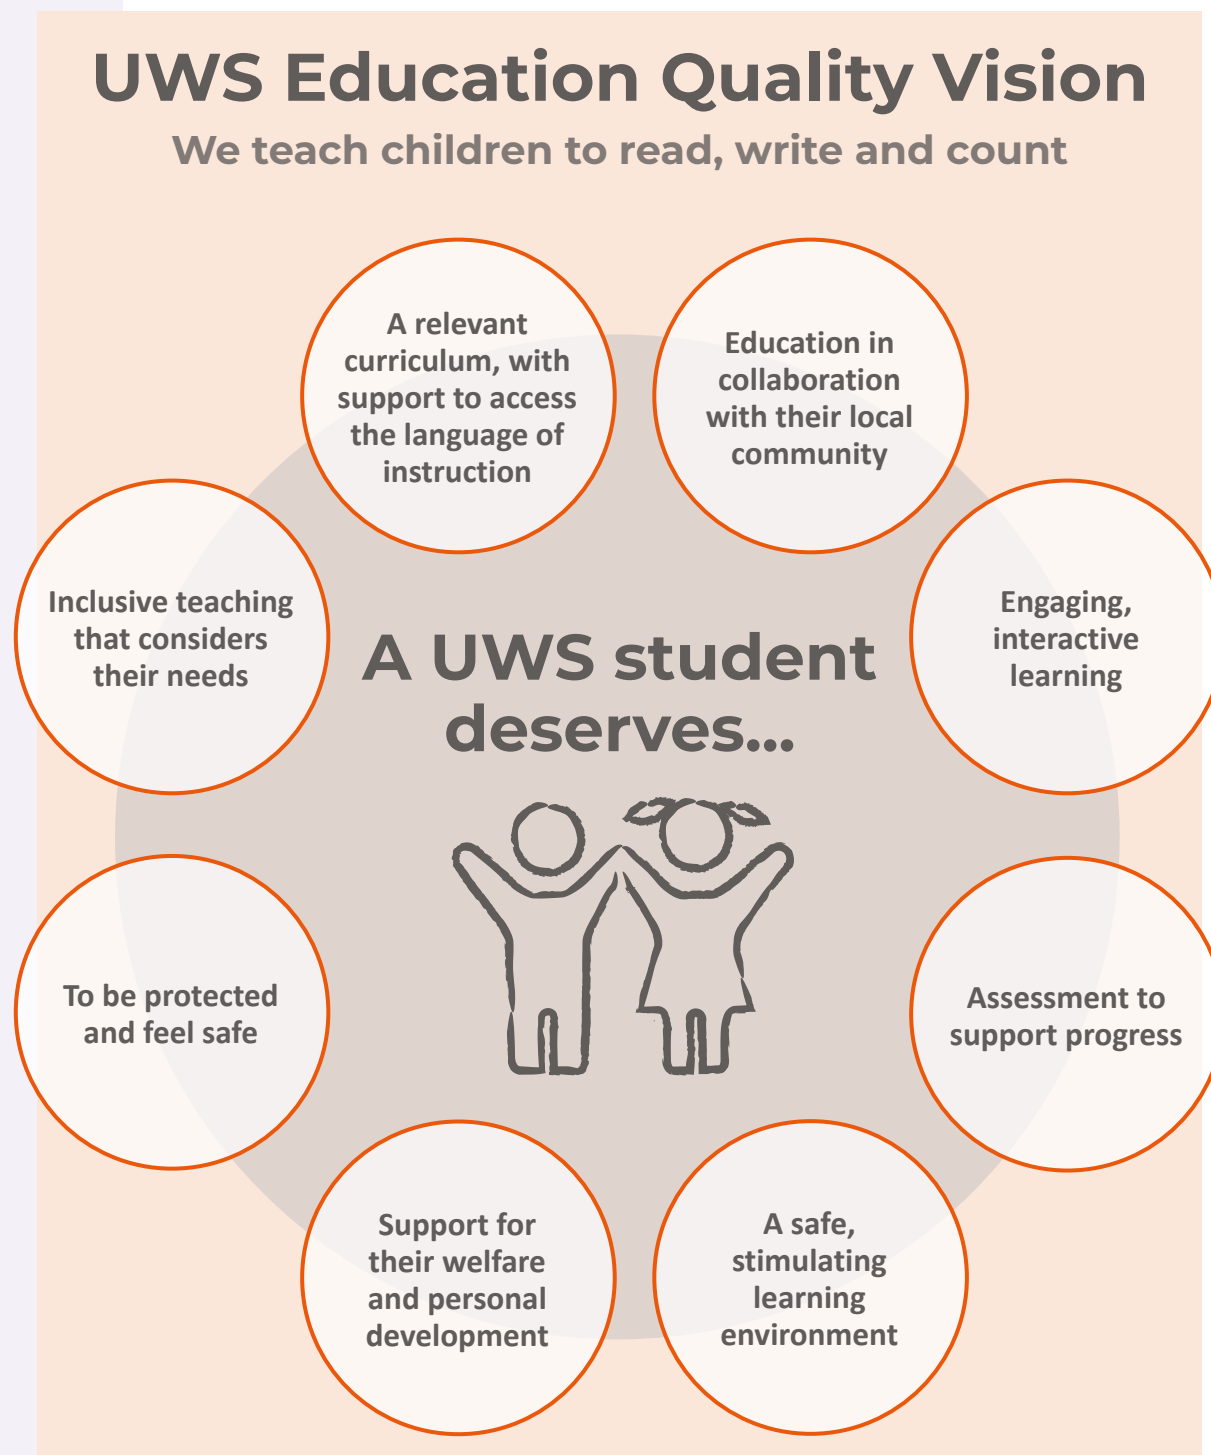 UWS Education Quality Vision
We teach children to read, write and count
A relevant
curriculum, with
support to access
the language of
instruction
Education in
collaboration
with their local
community
Inclusive teaching
that considers
their needs
Engaging,
interactive
learning
A UWS student
deserves...
To be protected
and feel safe
Assessment to
support progress
Support for
their welfare
and personal
development
A safe,
stimulating
learning
environment